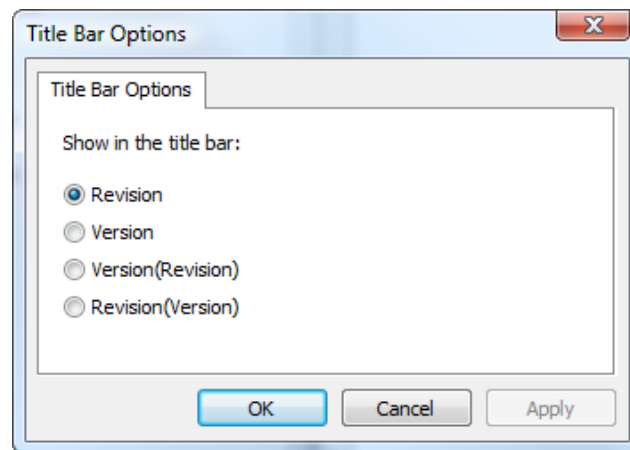 Title Bar Options
Title Bar Options
Show in the title bar:
Revision
Version
Version(Revision)
Revision(Version)
OK Cancel Apply